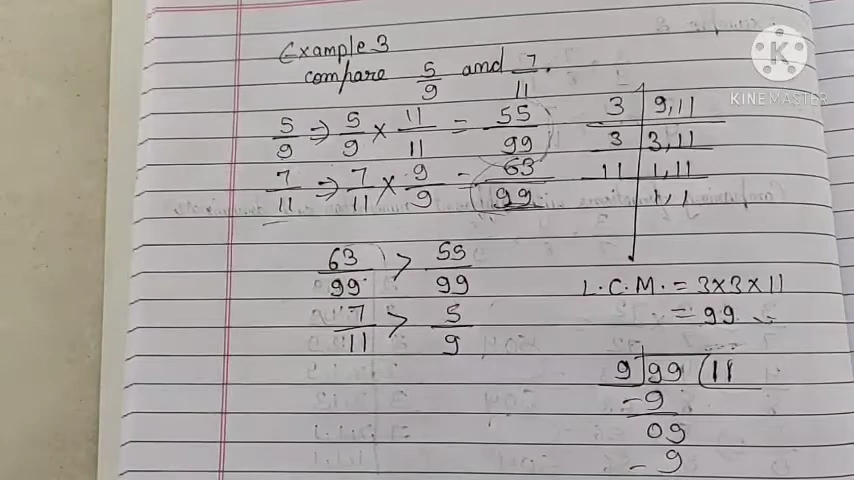 Example 3
compare 5/9 and 7/11.
5/9 ⇒ 5/9 × 11/11 = 55/99
7/11 ⇒ 7/11 × 9/9 = 63/99
63/99 > 55/99
7/11 > 5/9
3 | 9, 11
3 | 3, 11
11 | 1, 11
1, 1
L.C.M. = 3×3×11
= 99
9 ) 99 ( 11
- 9
09
- 9
K
KINEMASTER